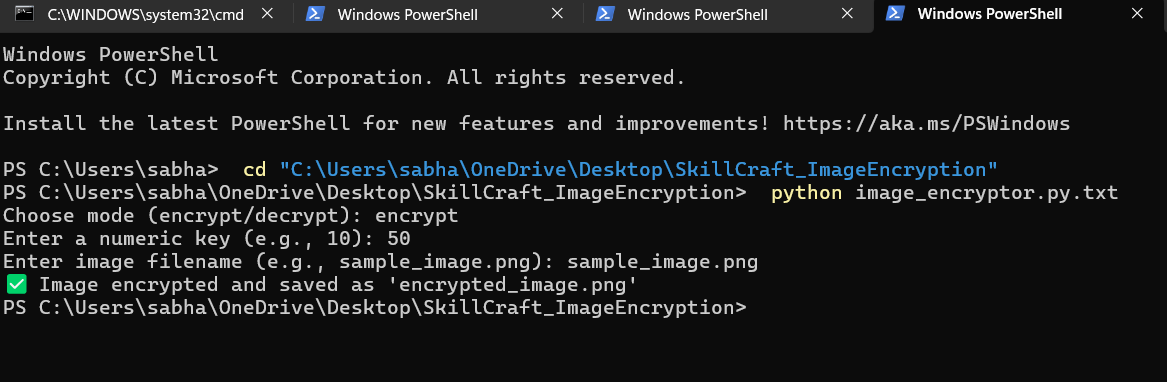 C:\WINDOWS\system32\cmd
Windows PowerShell
Windows PowerShell
Windows PowerShell
Windows PowerShell
Copyright (C) Microsoft Corporation. All rights reserved.
Install the latest PowerShell for new features and improvements! https://aka.ms/PSWindows
PS C:\Users\sabha>  cd "C:\Users\sabha\OneDrive\Desktop\SkillCraft_ImageEncryption"
PS C:\Users\sabha\OneDrive\Desktop\SkillCraft_ImageEncryption>  python image_encryptor.py.txt
Choose mode (encrypt/decrypt): encrypt
Enter a numeric key (e.g., 10): 50
Enter image filename (e.g., sample_image.png): sample_image.png
✅ Image encrypted and saved as 'encrypted_image.png'
PS C:\Users\sabha\OneDrive\Desktop\SkillCraft_ImageEncryption>